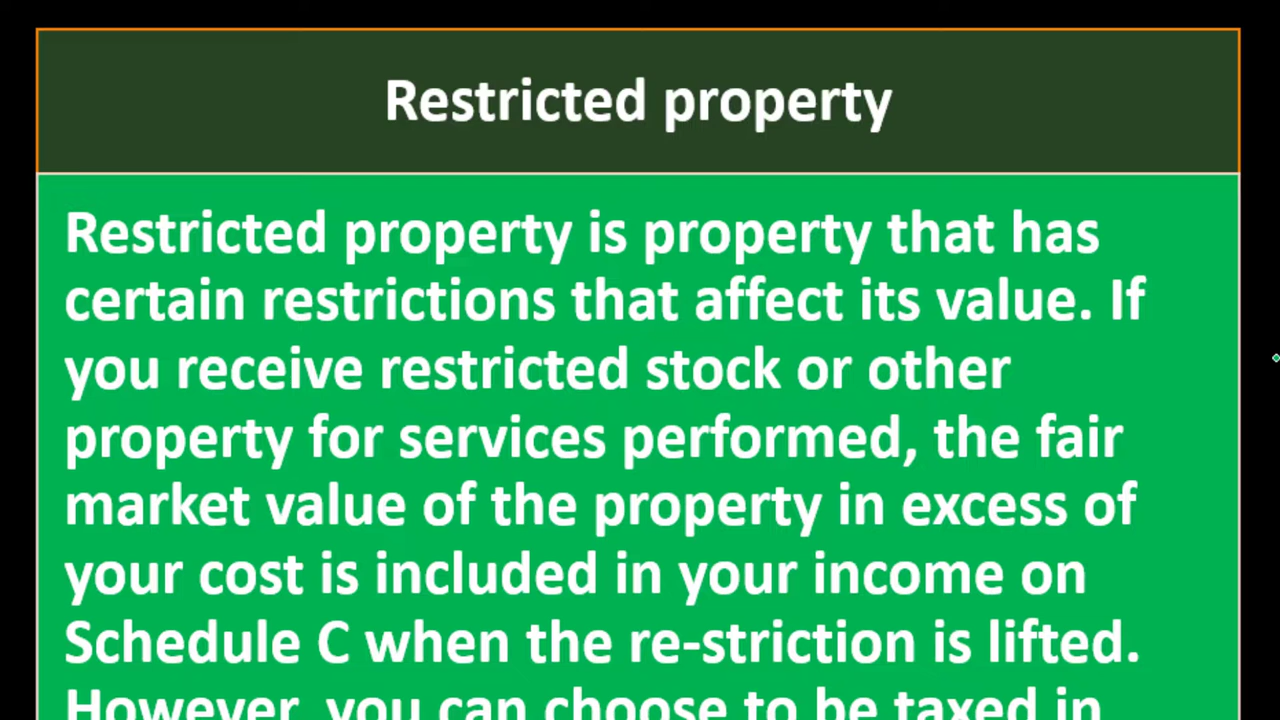 Restricted property
Restricted property is property that has
certain restrictions that affect its value. If
you receive restricted stock or other
property for services performed, the fair
market value of the property in excess of
your cost is included in your income on
Schedule C when the re-striction is lifted.
However, you can choose to be taxed in